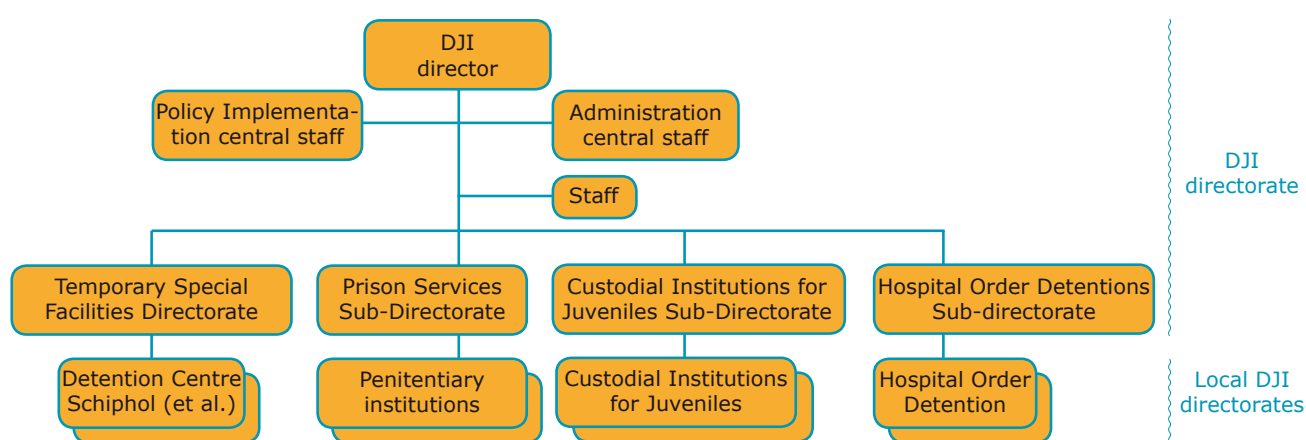 DJI
director
Policy Implementa-
tion central staff
Administration
central staff
Staff
DJI
directorate
Temporary Special
Facilities Directorate
Prison Services
Sub-Directorate
Custodial Institutions for
Juveniles Sub-Directorate
Hospital Order Detentions
Sub-directorate
Detention Centre
Schiphol (et al.)
Penitentiary
institutions
Custodial Institutions
for Juveniles
Hospital Order
Detention
Local DJI
directorates